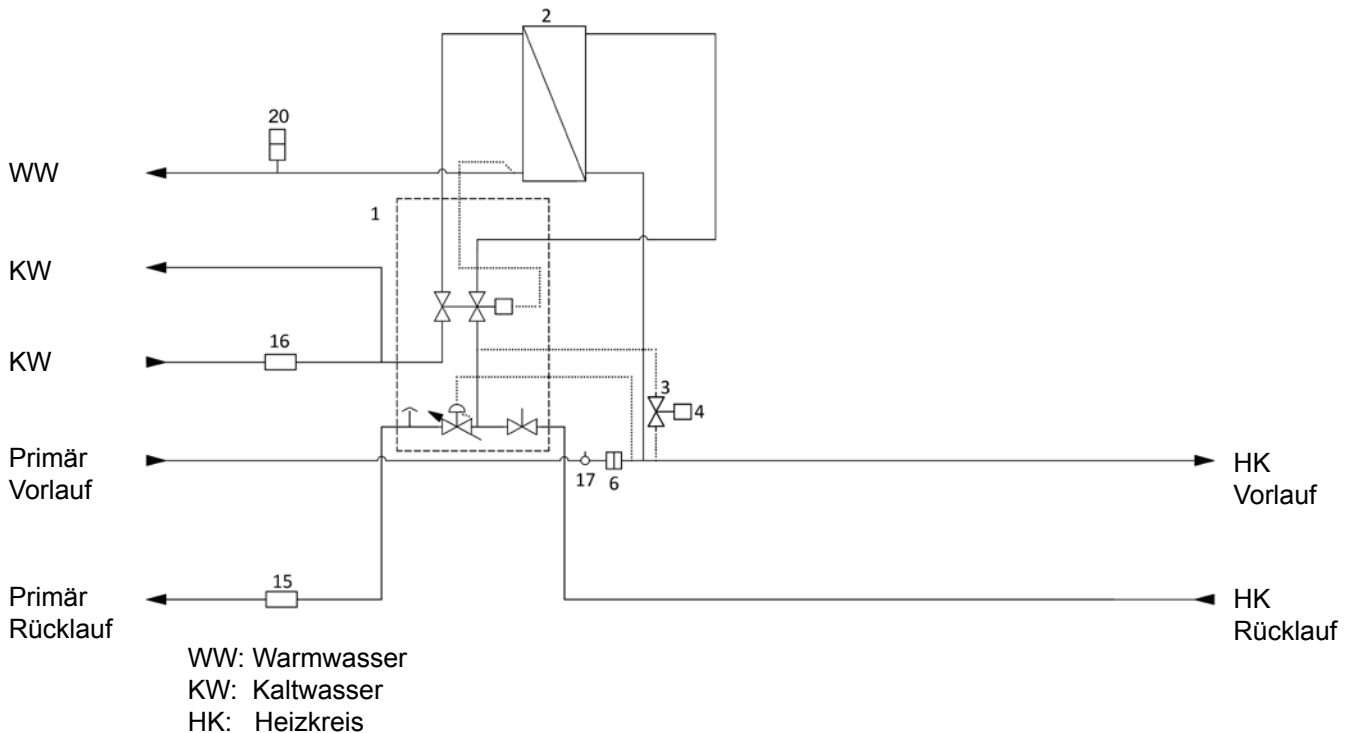 2
20
WW
1
KW
16
KW
3
4
Primär
Vorlauf
17
6
HK
Vorlauf
15
Primär
Rücklauf
HK
Rücklauf
WW: Warmwasser
KW: Kaltwasser
HK: Heizkreis